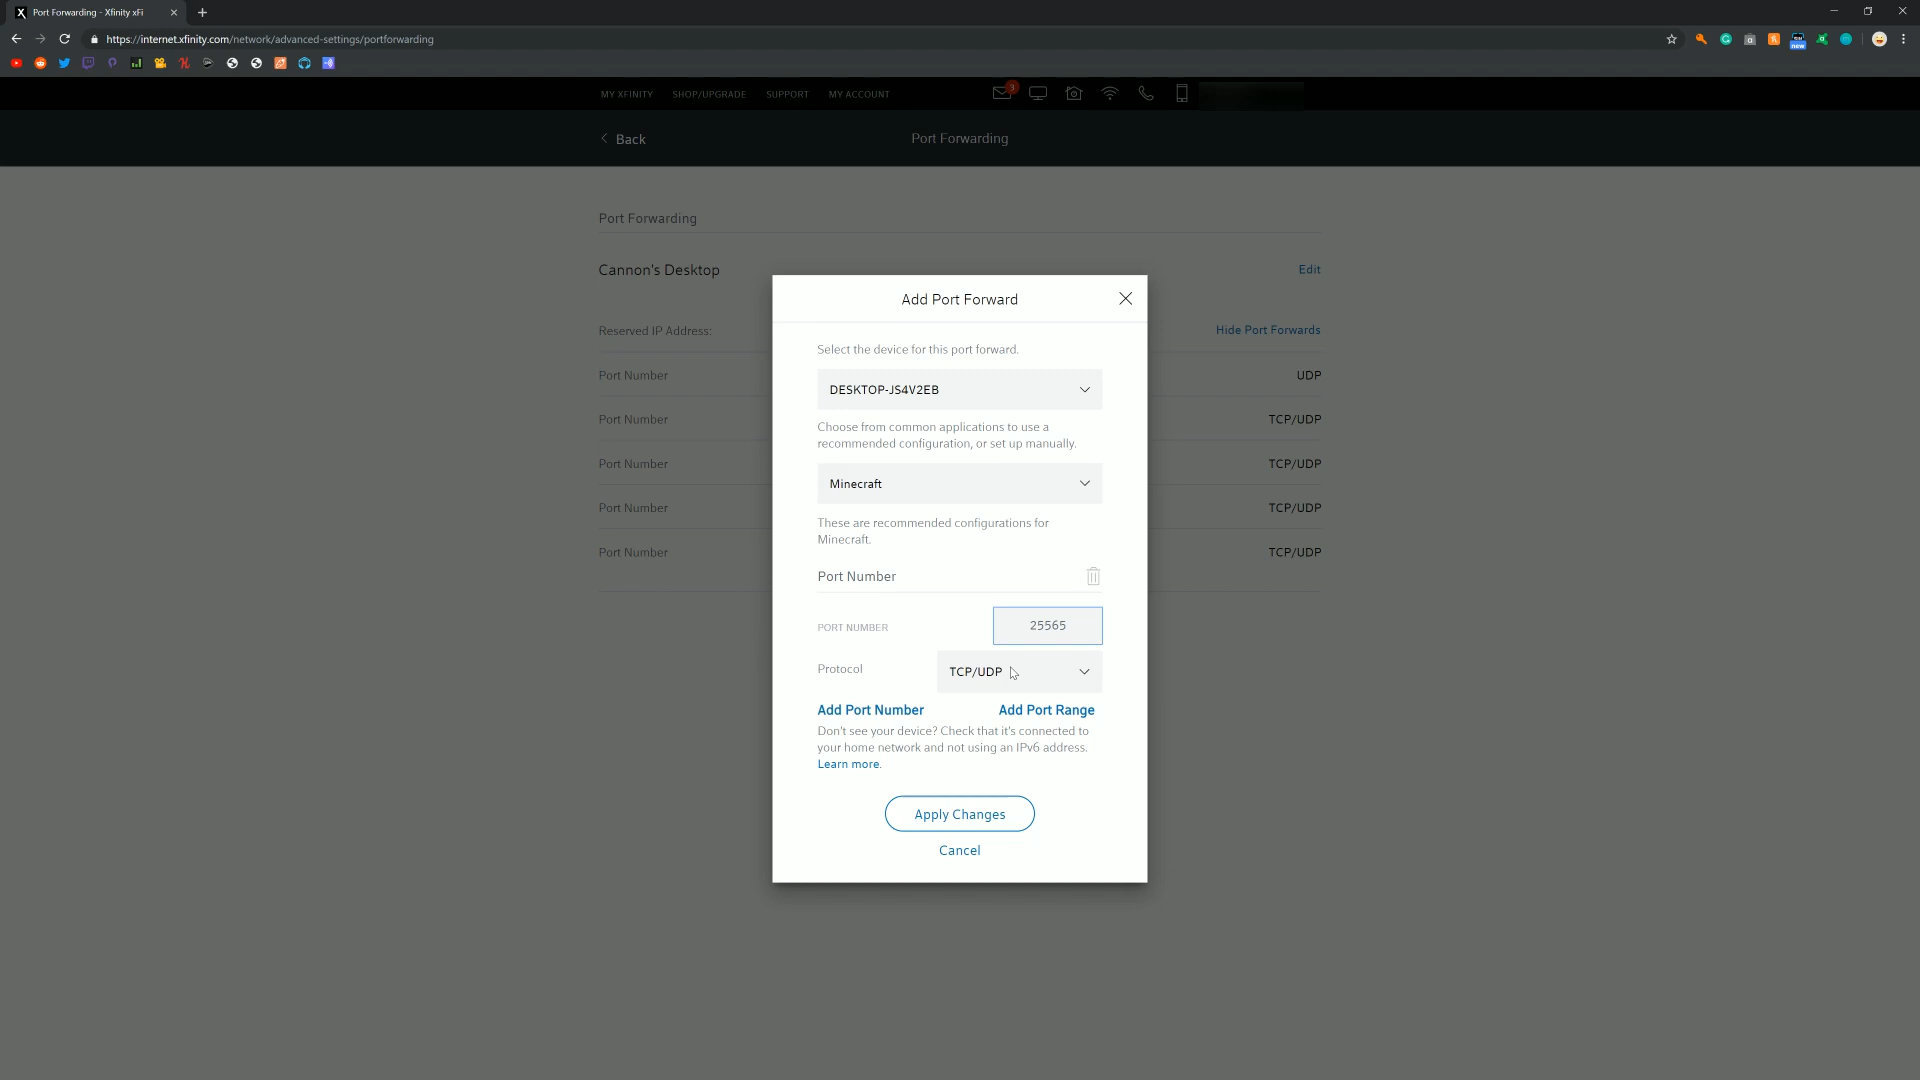 Port Forwarding - Xfinity xFi
https://internet.xfinity.com/network/advanced-settings/portforwarding
new
MY XFINITY SHOP/UPGRADE SUPPORT MY ACCOUNT 3
Back Port Forwarding
Port Forwarding
Cannon's Desktop Edit
Reserved IP Address: Hide Port Forwards
Port Number UDP
Port Number TCP/UDP
Port Number TCP/UDP
Port Number TCP/UDP
Port Number TCP/UDP
Add Port Forward
Select the device for this port forward.
DESKTOP-JS4V2EB
Choose from common applications to use a
recommended configuration, or set up manually.
Minecraft
These are recommended configurations for
Minecraft.
Port Number
PORT NUMBER 25565
Protocol TCP/UDP
Add Port Number Add Port Range
Don't see your device? Check that it's connected to
your home network and not using an IPv6 address.
Learn more.
Apply Changes
Cancel